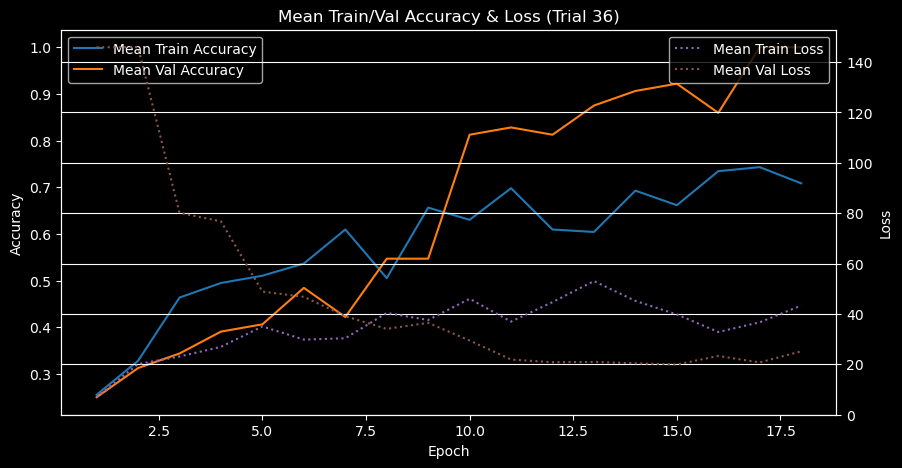 Mean Train/Val Accuracy & Loss (Trial 36)
Mean Train Accuracy
Mean Val Accuracy
Mean Train Loss
Mean Val Loss
1.0
0.9
0.8
0.7
0.6
0.5
0.4
0.3
Accuracy
140
120
100
80
60
40
20
0
Loss
2.5 5.0 7.5 10.0 12.5 15.0 17.5
Epoch